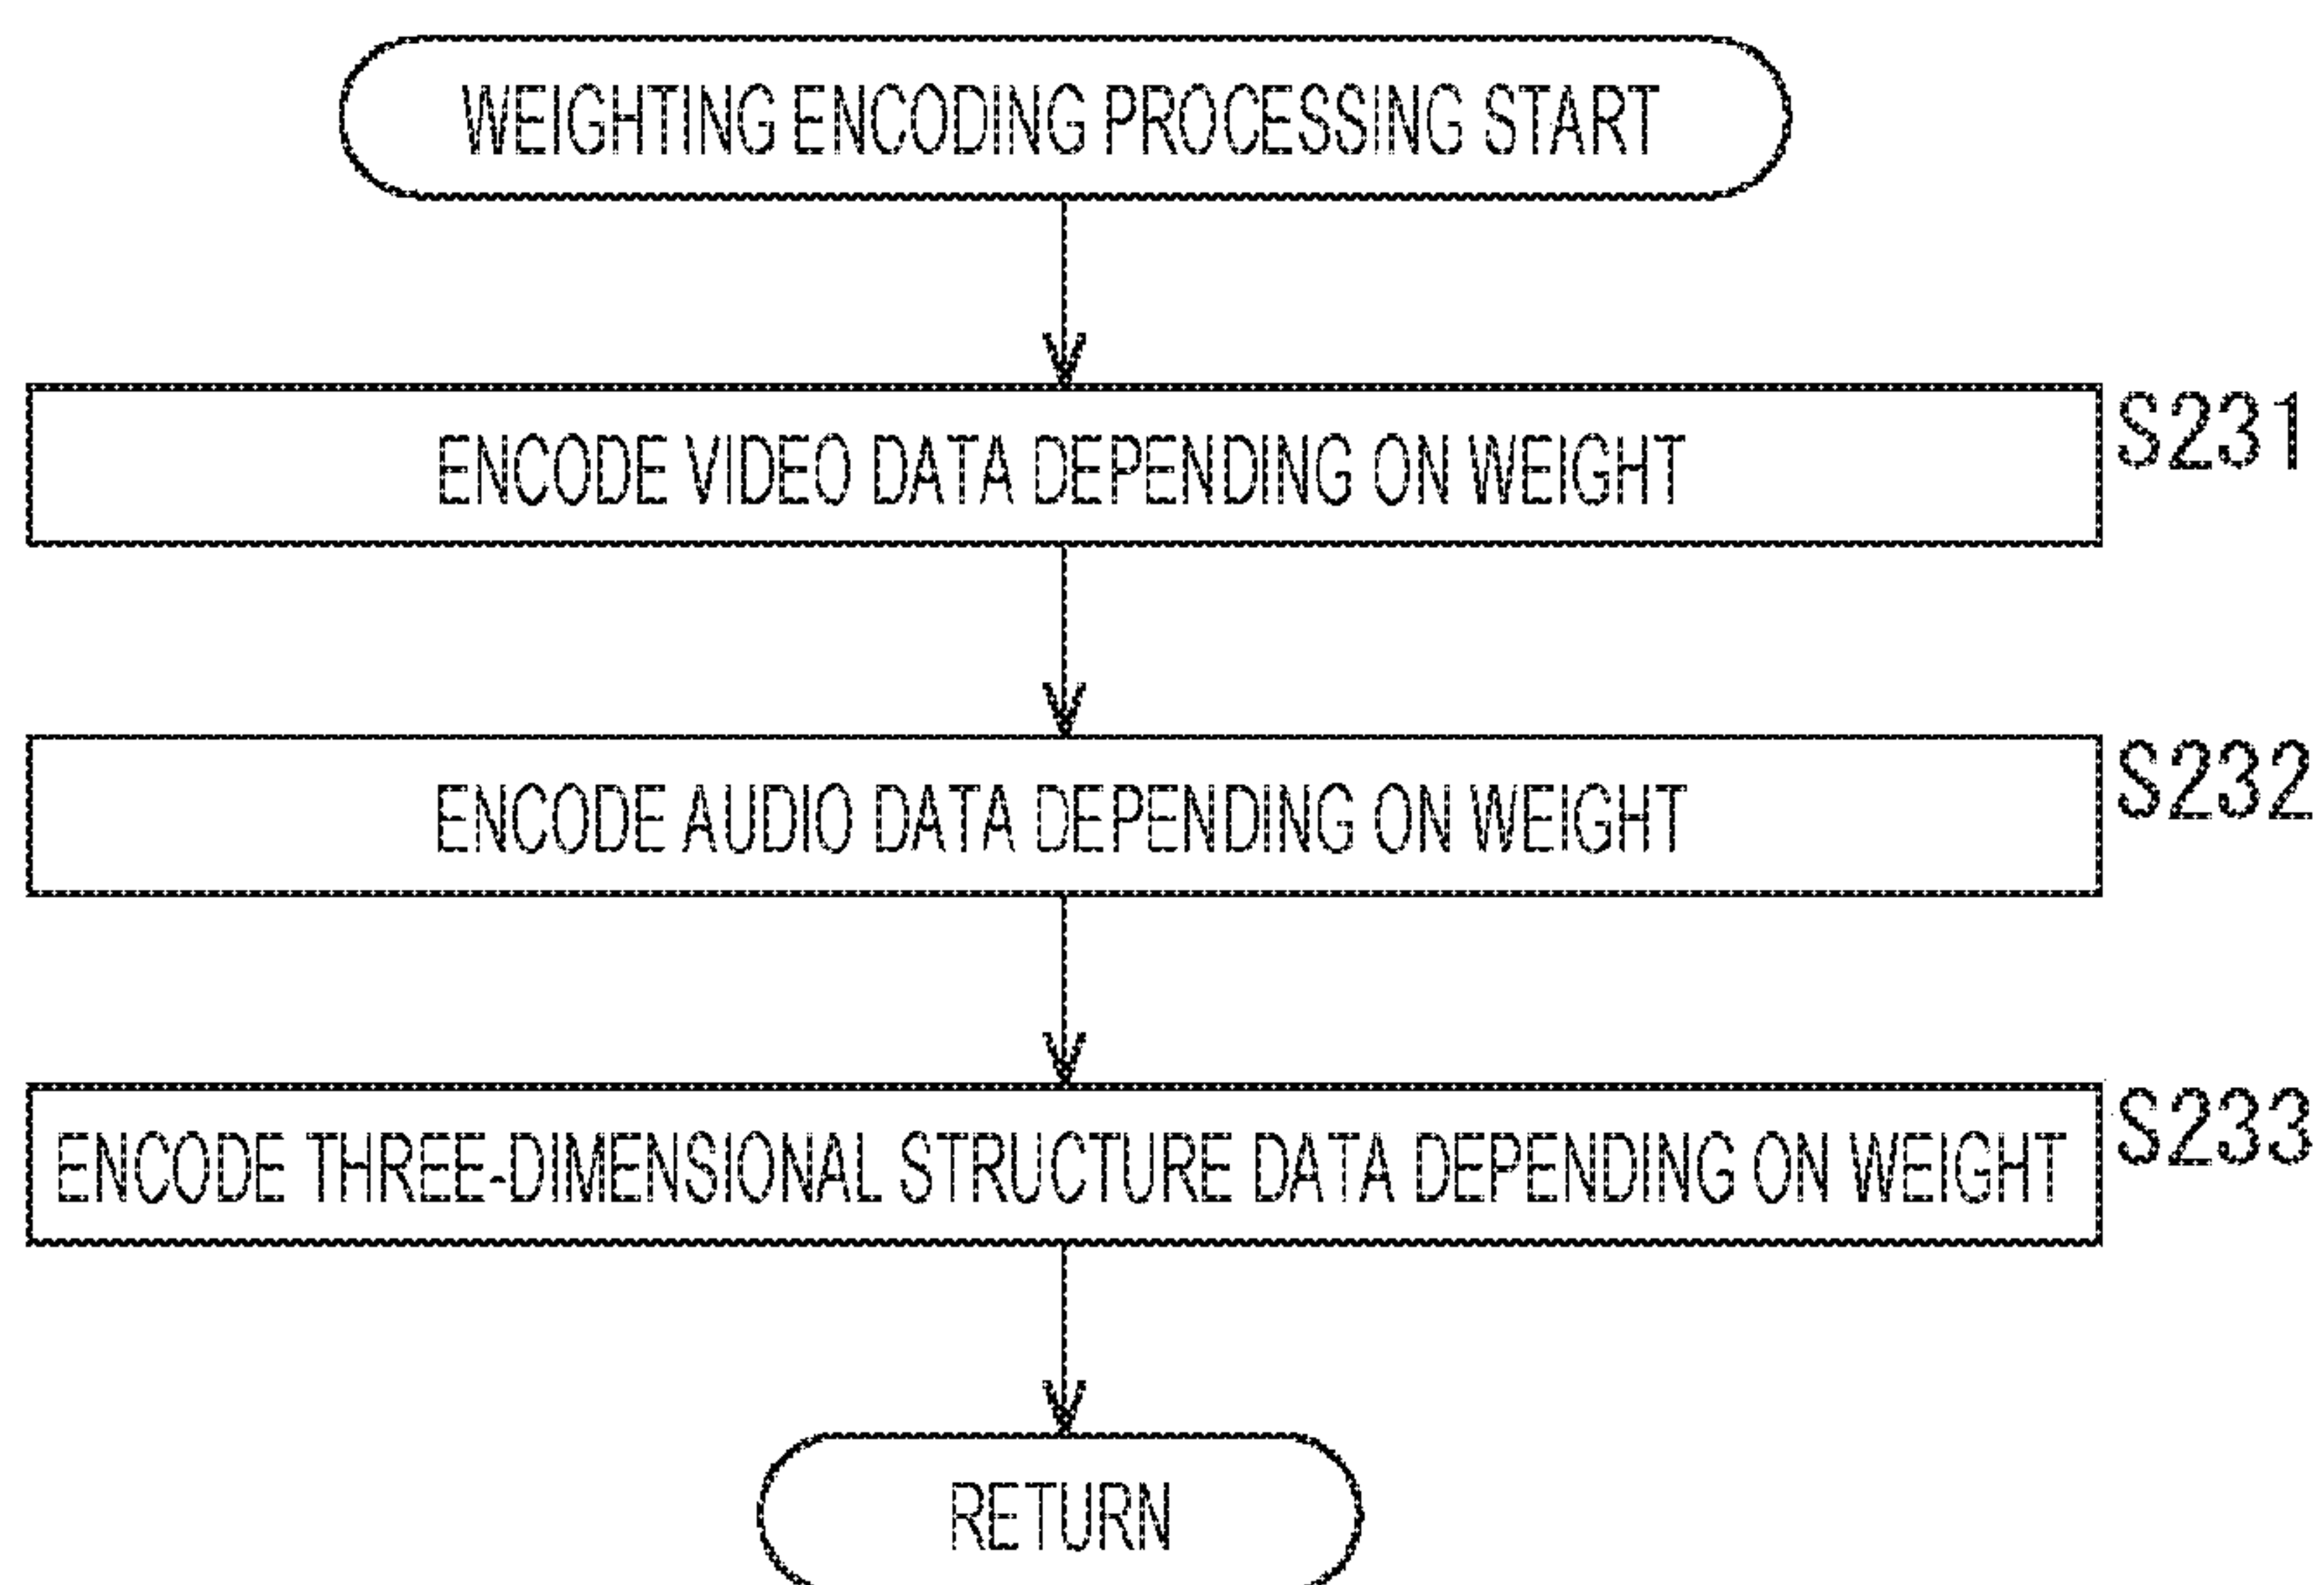 WEIGHTING ENCODING PROCESSING START
ENCODE VIDEO DATA DEPENDING ON WEIGHT
S231
ENCODE AUDIO DATA DEPENDING ON WEIGHT
S232
ENCODE THREE-DIMENSIONAL STRUCTURE DATA DEPENDING ON WEIGHT
S233
RETURN